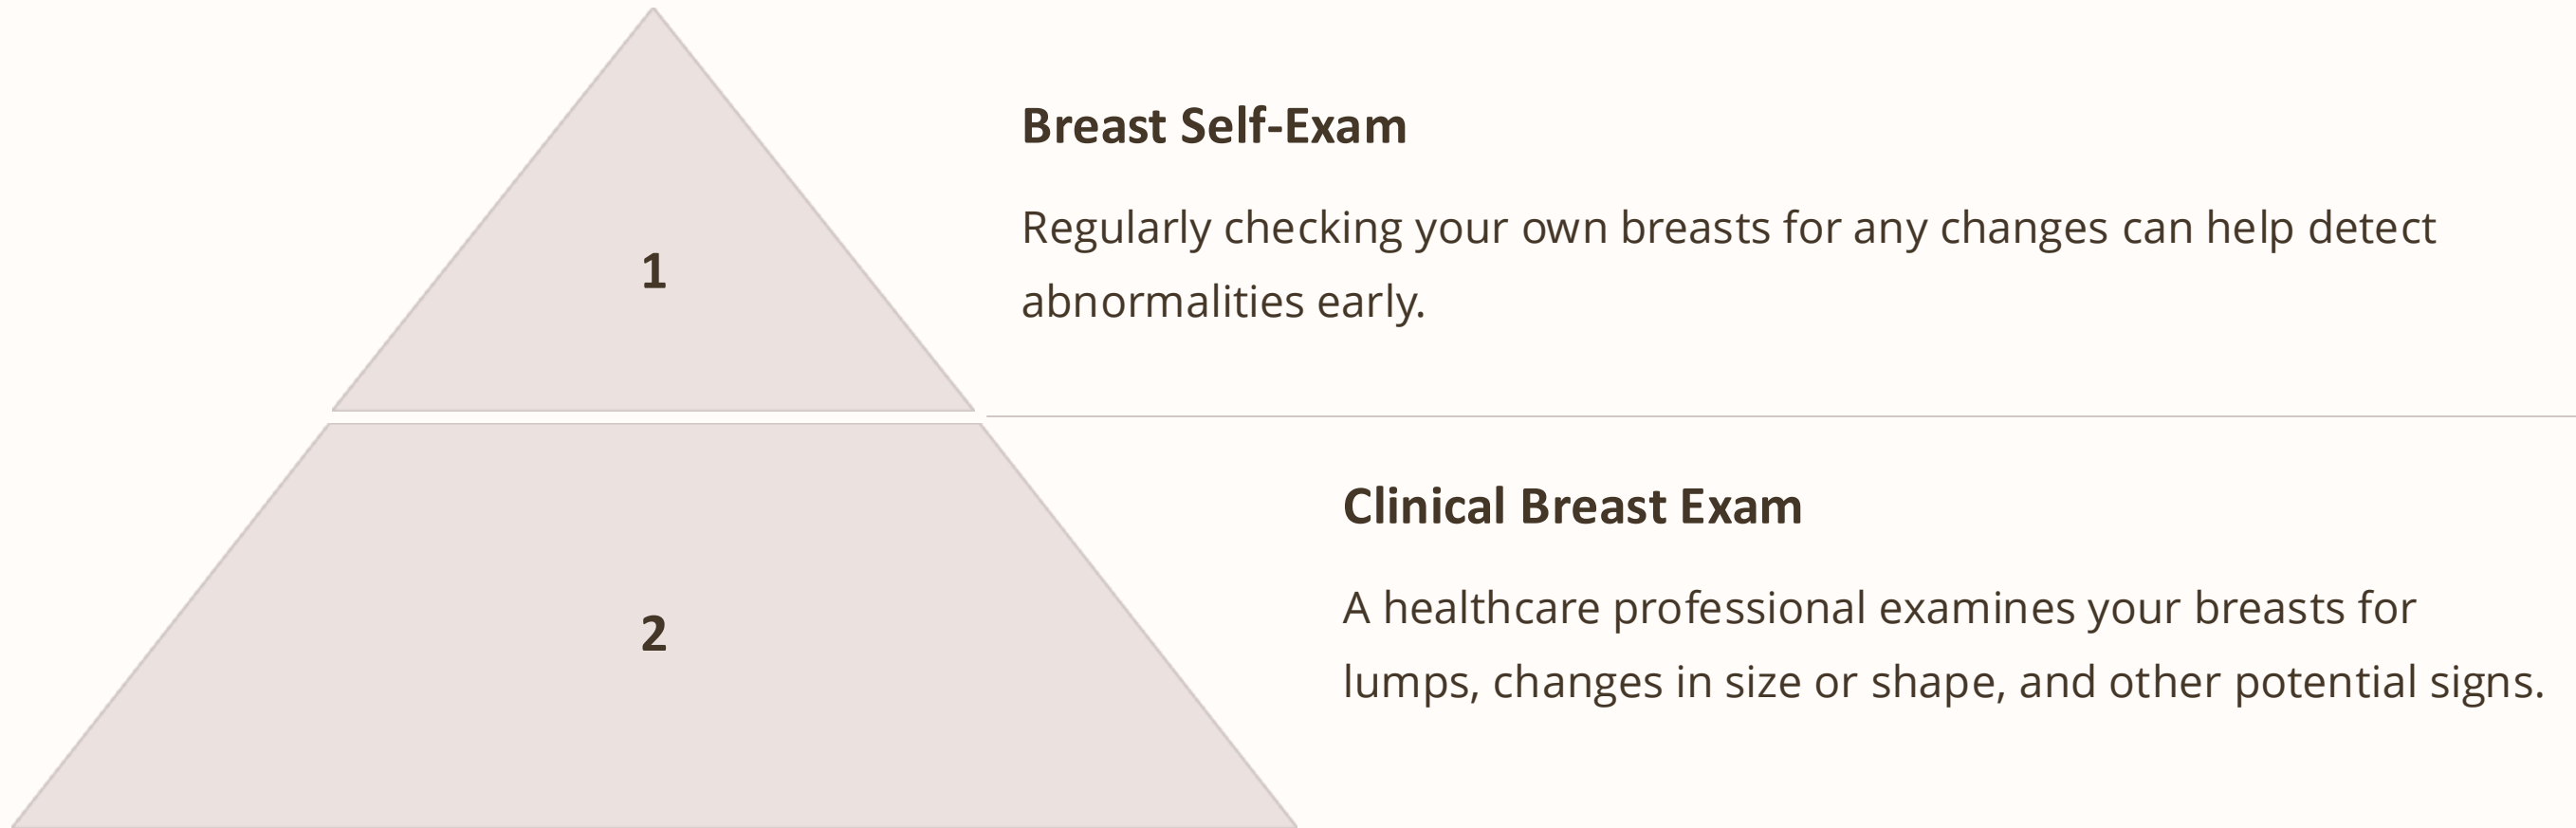 Breast Self-Exam
Regularly checking your own breasts for any changes can help detect
abnormalities early.
1
Clinical Breast Exam
A healthcare professional examines your breasts for
lumps, changes in size or shape, and other potential signs.
2